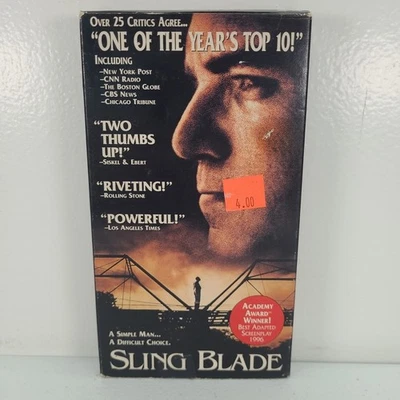 OVER 25 CRITICS AGREE...
"ONE OF THE YEAR'S TOP 10!"
INCLUDING
–NEW YORK POST
–CNN RADIO
–THE BOSTON GLOBE
–CBS NEWS
–CHICAGO TRIBUNE
"TWO
THUMBS
UP!"
–SISKEL & EBERT
"RIVETING!"
–ROLLING STONE
"POWERFUL!"
–LOS ANGELES TIMES
4.00
ACADEMY
AWARD
WINNER!
BEST ADAPTED
SCREENPLAY
1996
A SIMPLE MAN...
A DIFFICULT CHOICE.
SLING BLADE